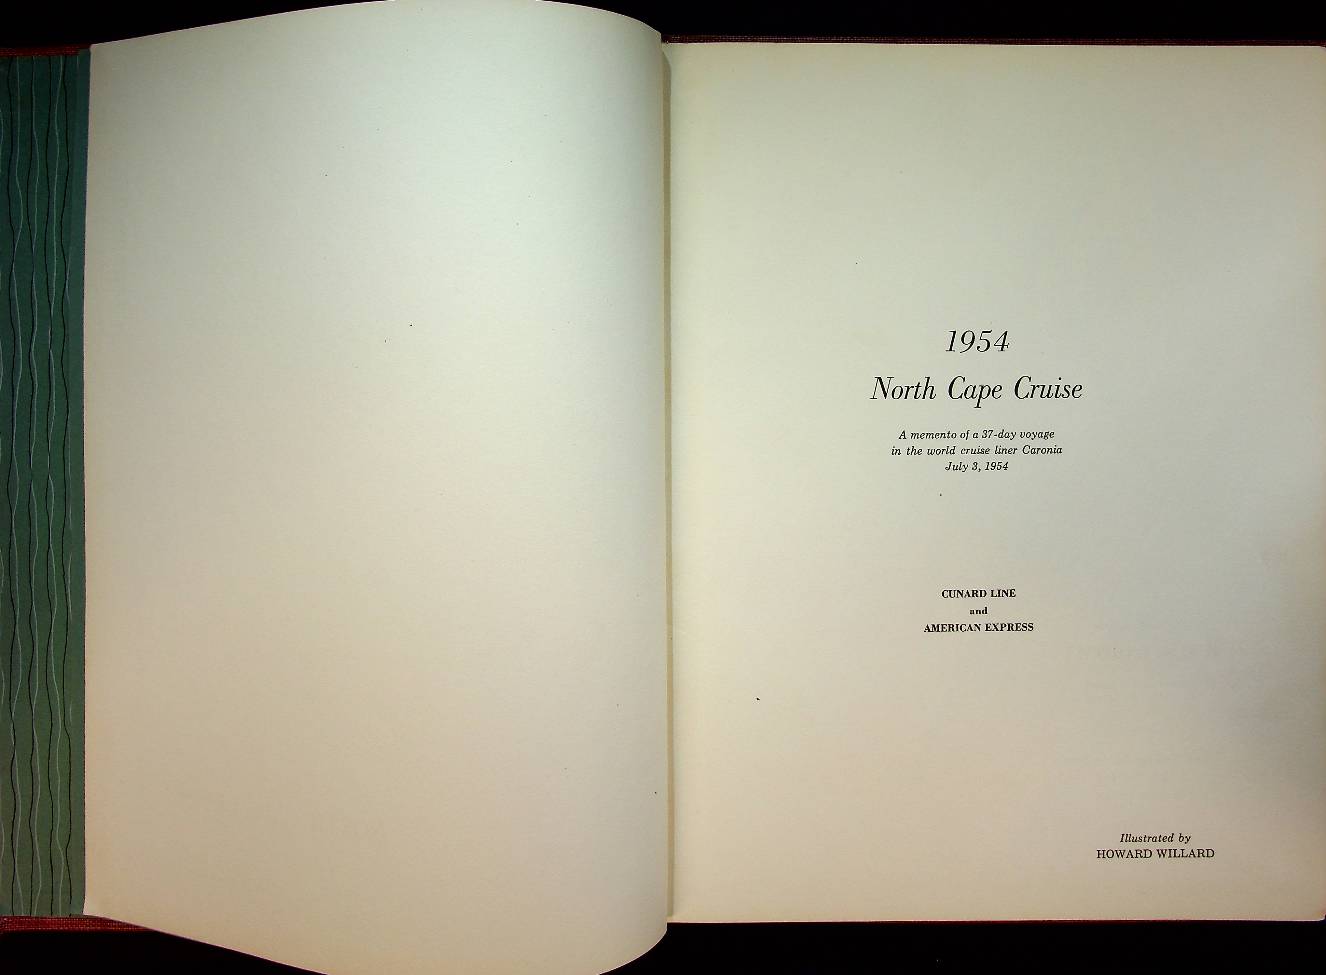 1954
North Cape Cruise
A memento of a 37-day voyage
in the world cruise liner Caronia
July 3, 1954
CUNARD LINE
and
AMERICAN EXPRESS
Illustrated by
HOWARD WILLARD